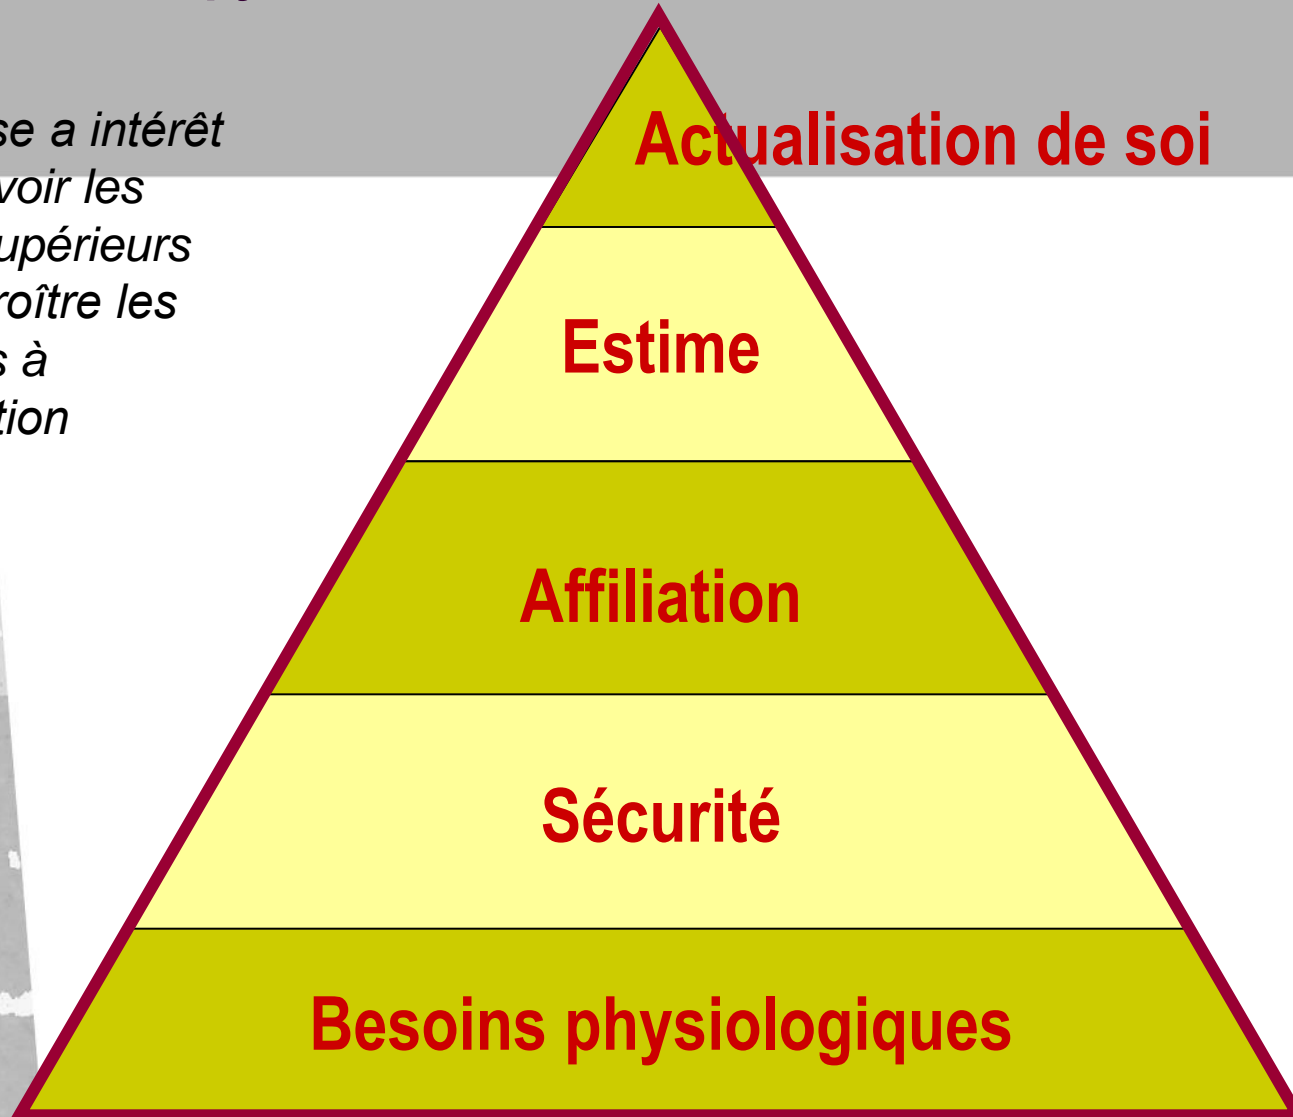 se a intérêt
voir les
upérieurs
roître les
s à
tion
Actualisation de soi
Estime
Affiliation
Sécurité
Besoins physiologiques